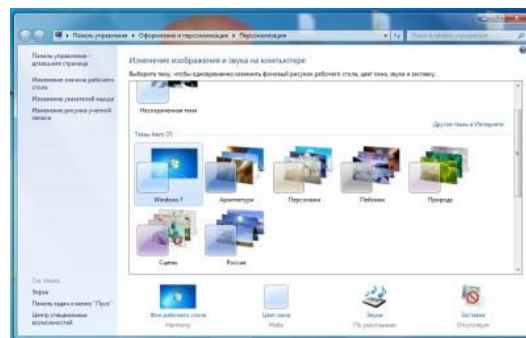 Панель управления ▸ Оформление и персонализация ▸ Персонализация
Поиск в панели управления
Панель управления -
домашняя страница
Изменение значков рабочего
стола
Изменение указателей мыши
Изменение рисунка учетной
записи
См. также
Экран
Панель задач и меню "Пуск"
Центр специальных
возможностей
Изменение изображения и звука на компьютере
Выберите тему, чтобы одновременно изменить фоновый рисунок рабочего стола, цвет окна, звуки и заставку.
Несохраненная тема
Другие темы в Интернете
Темы Aero (7)
Windows 7
Архитектура
Персонажи
Пейзажи
Природа
Сцены
Россия
Фон рабочего стола
Harmony
Цвет окна
Звуки
По умолчанию
Заставка
Отсутствует